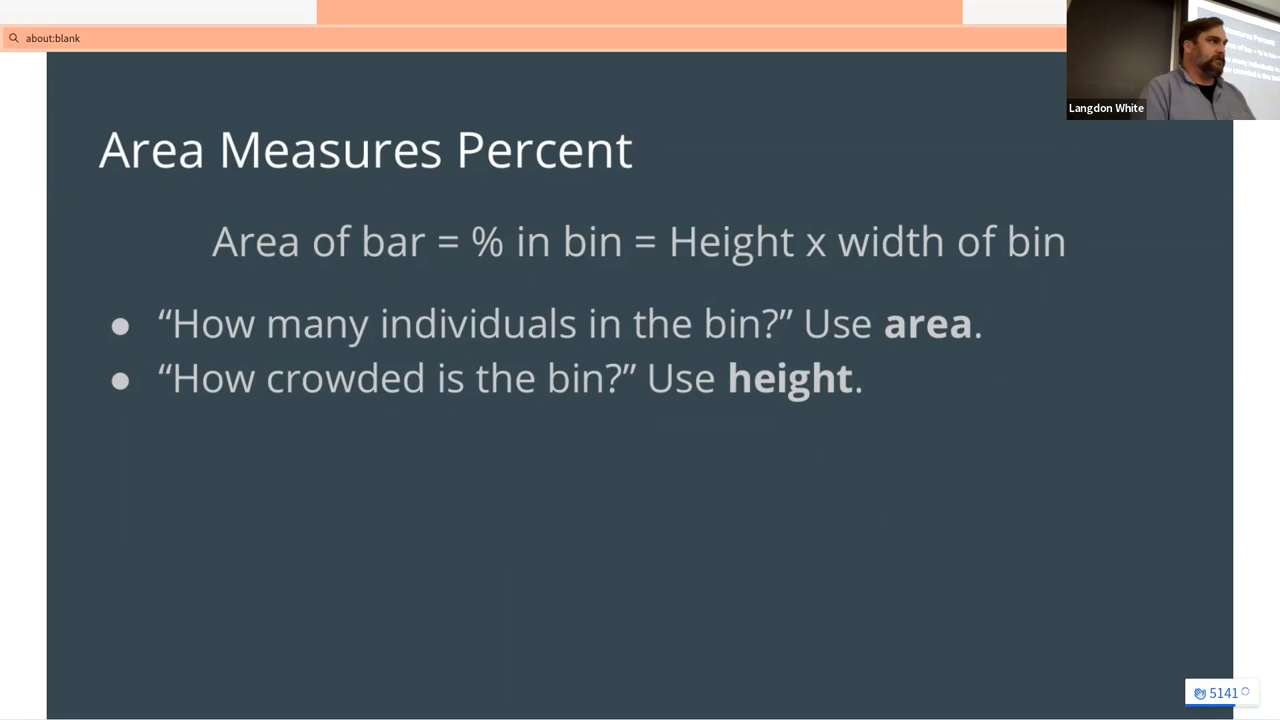 about:blank
Langdon White
Area Measures Percent
Area of bar = % in bin = Height x width of bin
● “How many individuals in the bin?” Use area.
● “How crowded is the bin?” Use height.
5141